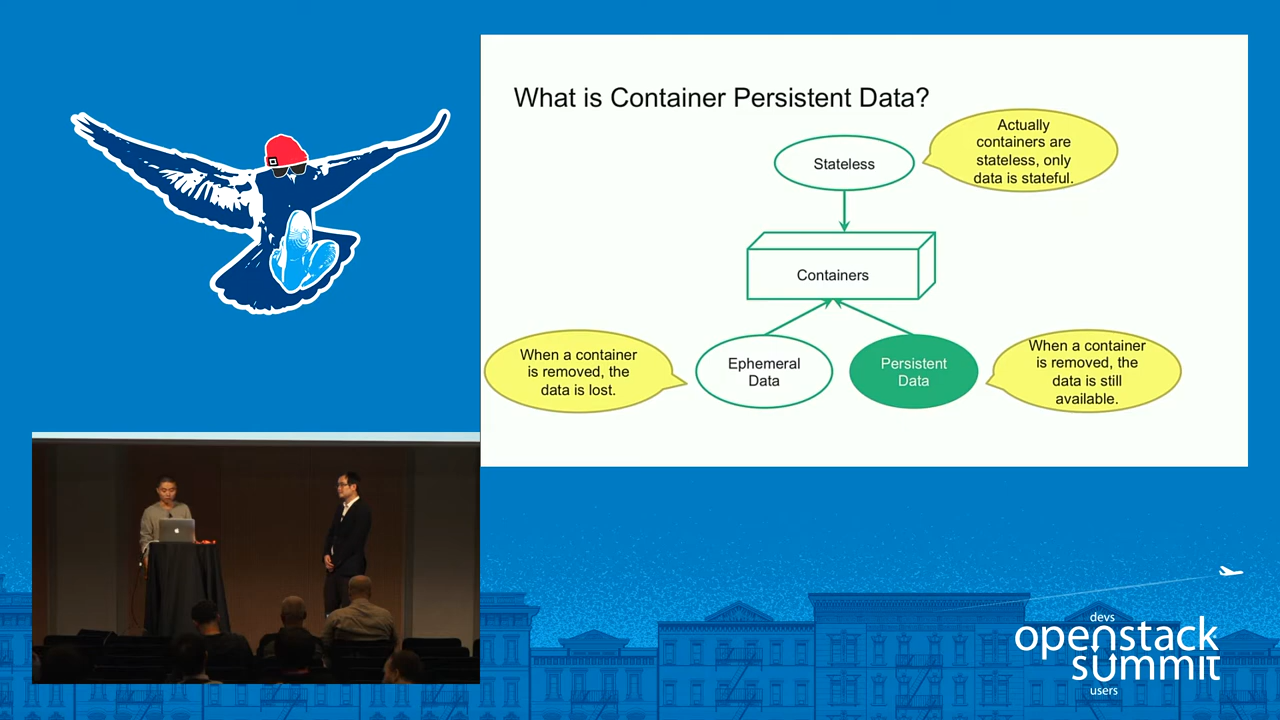 What is Container Persistent Data?
Actually
containers are
stateless, only
data is stateful.
Stateless
Containers
When a container
is removed, the
data is lost.
Ephemeral
Data
Persistent
Data
When a container
is removed, the
data is still
available.
devs
openstack
summit
users